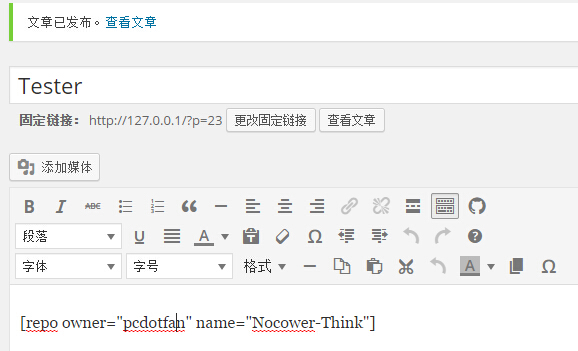 文章已发布。查看文章
Tester
固定链接： http://127.0.0.1/?p=23 更改固定链接 查看文章
添加媒体
B I ABC
段落 U A T Ω ?
字体 字号 格式 A Ω
[repo owner="pcdotfan" name="Nocower-Think"]